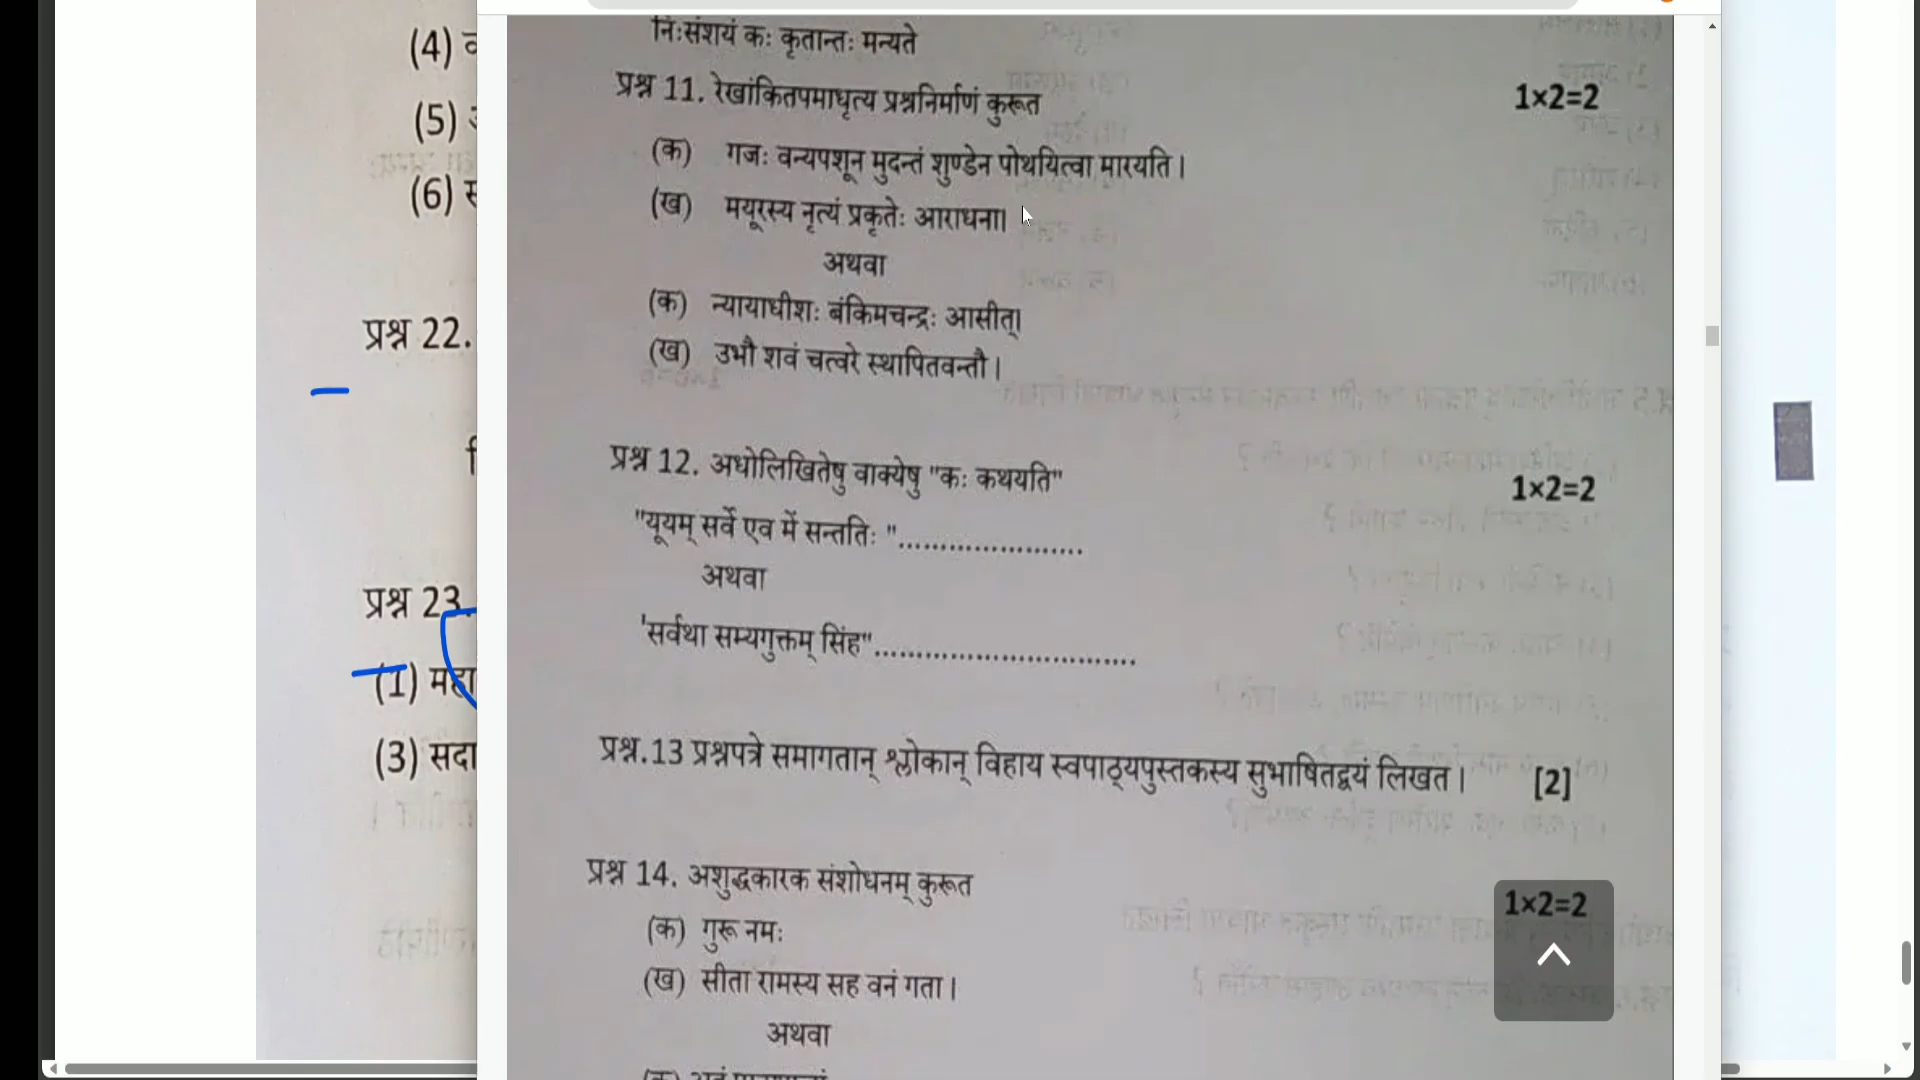 (4)
(5)
(6)
प्रश्न 22.
प्रश्न 23.
(1) महा
(3) सदा
निःसंशयं कः कृतान्तः मन्यते
प्रश्न 11. रेखांकितपमाधृत्य प्रश्ननिर्माणं कुरूत 1×2=2
(क) गजः वन्यपशून मुदन्तं शुण्डेन पोथयित्वा मारयति।
(ख) मयूरस्य नृत्यं प्रकृतेः आराधना।
अथवा
(क) न्यायाधीशः बंकिमचन्द्रः आसीत्।
(ख) उभौ शवं चत्वरे स्थापितवन्तौ।
प्रश्न 12. अधोलिखितेषु वाक्येषु "कः कथयति" 1×2=2
"यूयम् सर्वे एव में सन्ततिः "......................
अथवा
'सर्वथा सम्यगुक्तम् सिंह"..............................
प्रश्न.13 प्रश्नपत्रे समागतान् श्लोकान् विहाय स्वपाठ्यपुस्तकस्य सुभाषितद्वयं लिखत। [2]
प्रश्न 14. अशुद्धकारक संशोधनम् कुरूत 1×2=2
(क) गुरू नमः
(ख) सीता रामस्य सह वनं गता।
अथवा